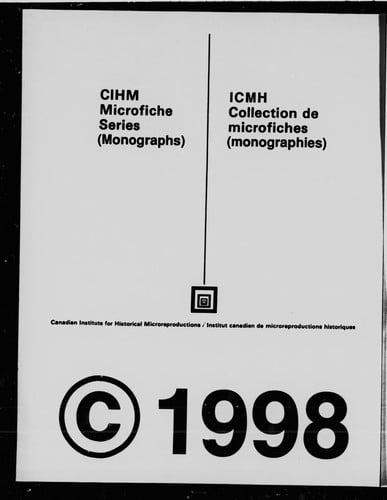 CIHM
Microfiche
Series
(Monographs)
ICMH
Collection de
microfiches
(monographies)
Canadian Institute for Historical Microreproductions / Institut canadien de microreproductions historiques
© 1998